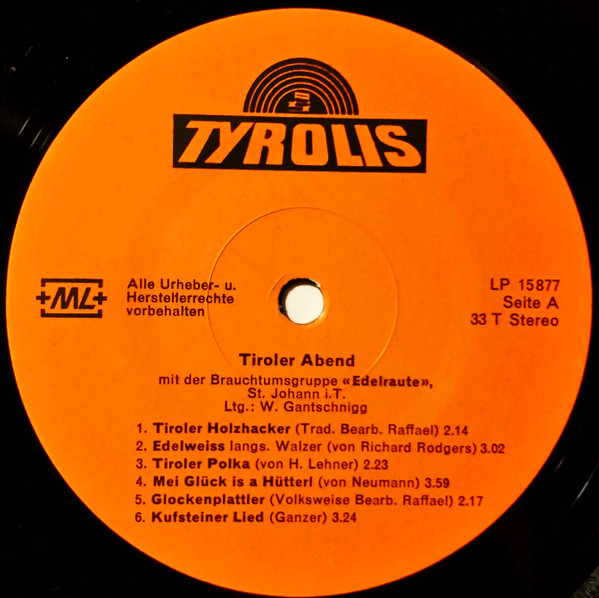 TYROLIS
+ML+
Alle Urheber- u.
Herstellerrechte
vorbehalten
LP 15877
Seite A
33 T Stereo
Tiroler Abend
mit der Brauchtumsgruppe «Edelraute»,
St. Johann i.T.
Ltg.: W. Gantschnigg
1. Tiroler Holzhacker (Trad. Bearb. Raffael) 2.14
2. Edelweiss langs. Walzer (von Richard Rodgers) 3.02
3. Tiroler Polka (von H. Lehner) 2.23
4. Mei Glück is a Hütterl (von Neumann) 3.59
5. Glockenplattler (Volksweise Bearb. Raffael) 2.17
6. Kufsteiner Lied (Ganzer) 3.24